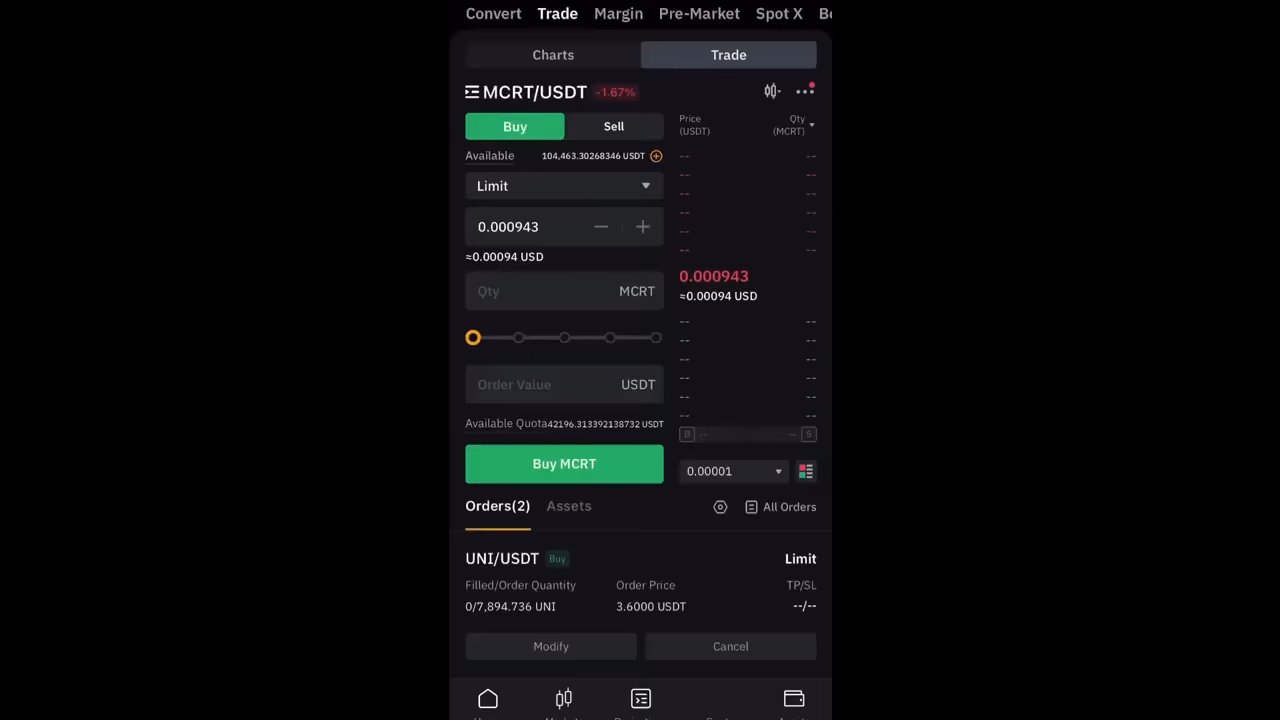 Convert Trade Margin Pre-Market Spot X
Charts Trade
MCRT/USDT -1.67%
Buy Sell
Price (USDT) Qty (MCRT)
Available 104,463.30268346 USDT
-- --
Limit
-- --
-- --
-- --
0.000943
-- --
-- --
≈0.00094 USD
0.000943
≈0.00094 USD
Qty MCRT
-- --
-- --
-- --
Order Value USDT
-- --
-- --
-- --
Available Quota 42196.313392138732 USDT
B -- -- S
Buy MCRT
0.00001
Orders(2) Assets All Orders
UNI/USDT Buy Limit
Filled/Order Quantity Order Price TP/SL
0/7,894.736 UNI 3.6000 USDT --/--
Modify Cancel